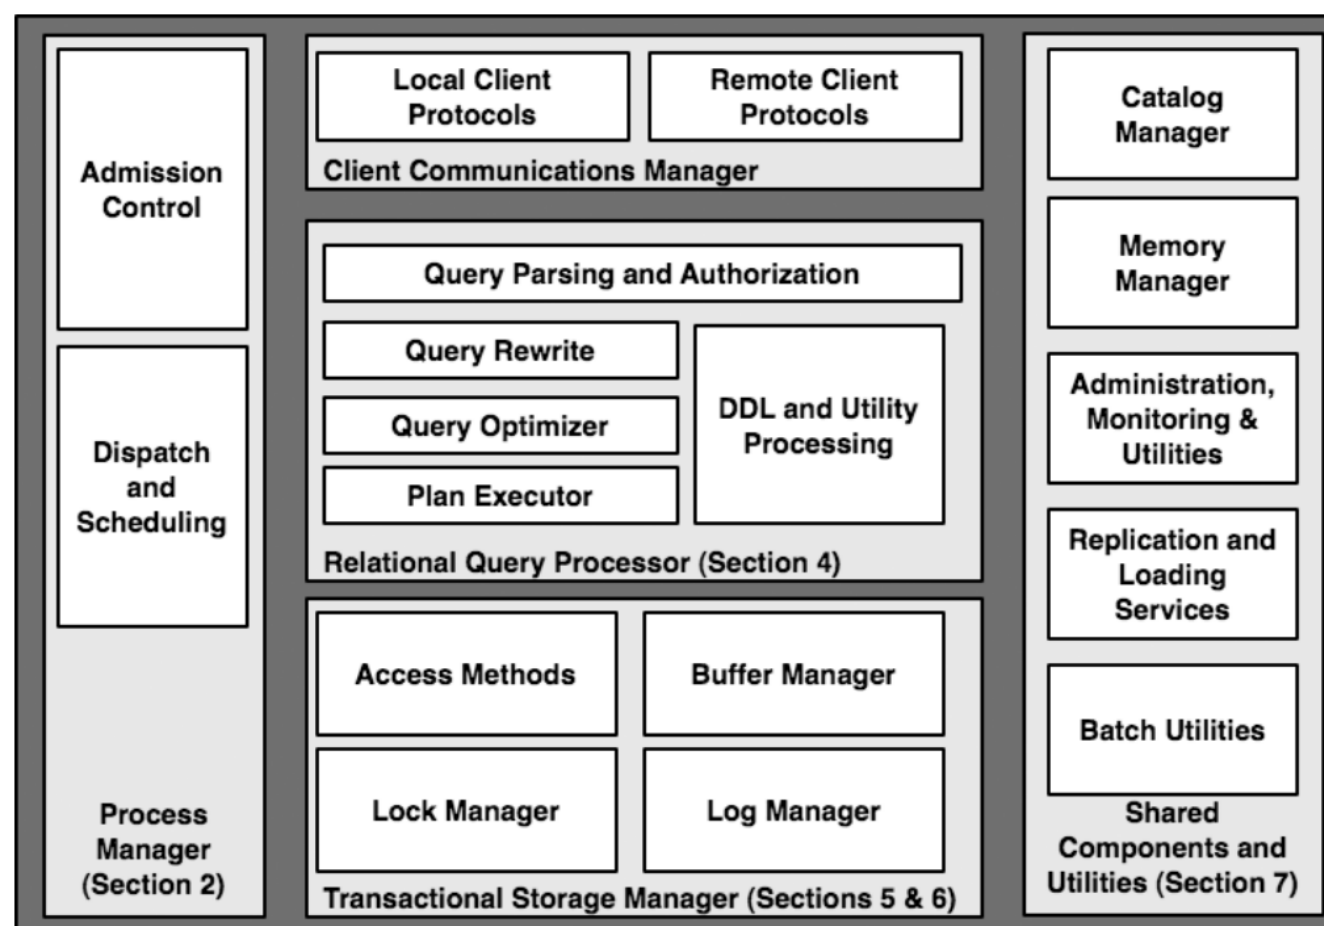 Admission
Control
Dispatch
and
Scheduling
Process
Manager
(Section 2)
Local Client
Protocols
Remote Client
Protocols
Client Communications Manager
Query Parsing and Authorization
Query Rewrite
Query Optimizer
Plan Executor
DDL and Utility
Processing
Relational Query Processor (Section 4)
Access Methods
Buffer Manager
Lock Manager
Log Manager
Transactional Storage Manager (Sections 5 & 6)
Catalog
Manager
Memory
Manager
Administration,
Monitoring &
Utilities
Replication and
Loading
Services
Batch Utilities
Shared
Components and
Utilities (Section 7)